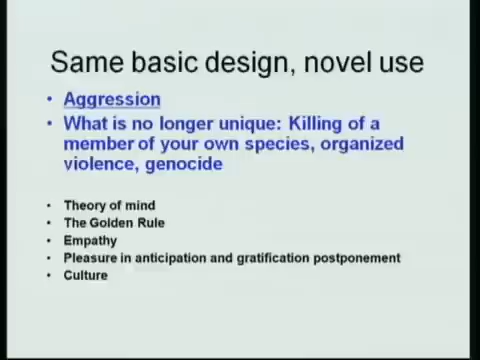 Same basic design, novel use
• Aggression
• What is no longer unique: Killing of a
member of your own species, organized
violence, genocide
• Theory of mind
• The Golden Rule
• Empathy
• Pleasure in anticipation and gratification postponement
• Culture